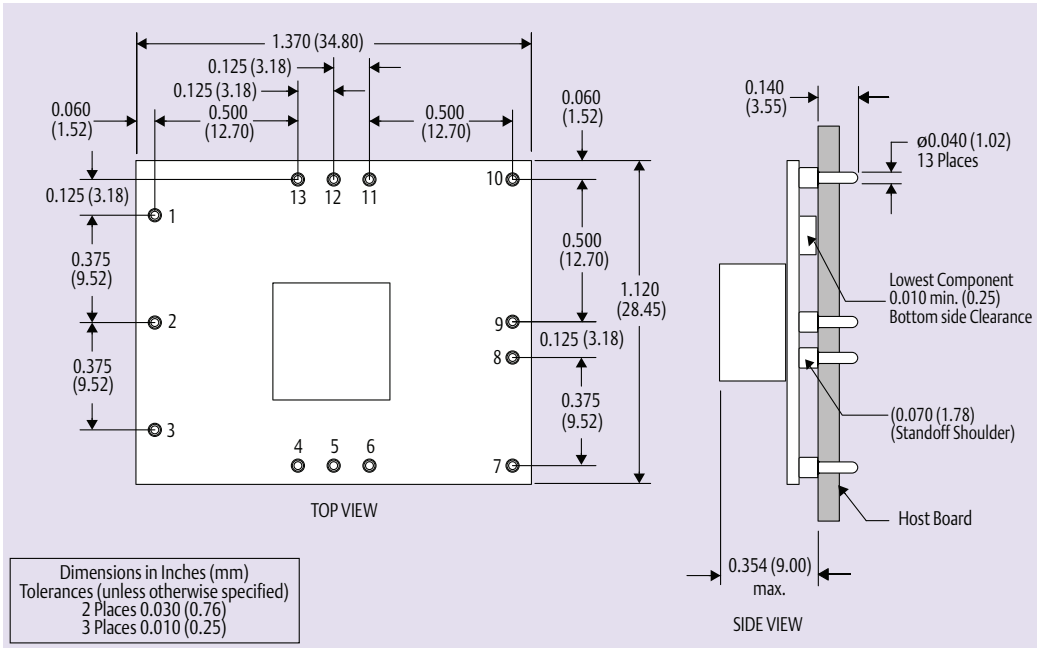 1.370 (34.80)
0.125 (3.18)
0.125 (3.18)
0.060
(1.52)
0.500
(12.70)
0.500
(12.70)
0.060
(1.52)
0.125 (3.18)
13
12
11
10
1
0.375
(9.52)
0.500
(12.70)
1.120
(28.45)
2
9
0.125 (3.18)
8
0.375
(9.52)
0.375
(9.52)
3
4
5
6
7
TOP VIEW
0.140
(3.55)
ø0.040 (1.02)
13 Places
Lowest Component
0.010 min. (0.25)
Bottom side Clearance
(0.070 (1.78)
(Standoff Shoulder)
Host Board
0.354 (9.00)
max.
SIDE VIEW
Dimensions in Inches (mm)
Tolerances (unless otherwise specified)
2 Places 0.030 (0.76)
3 Places 0.010 (0.25)